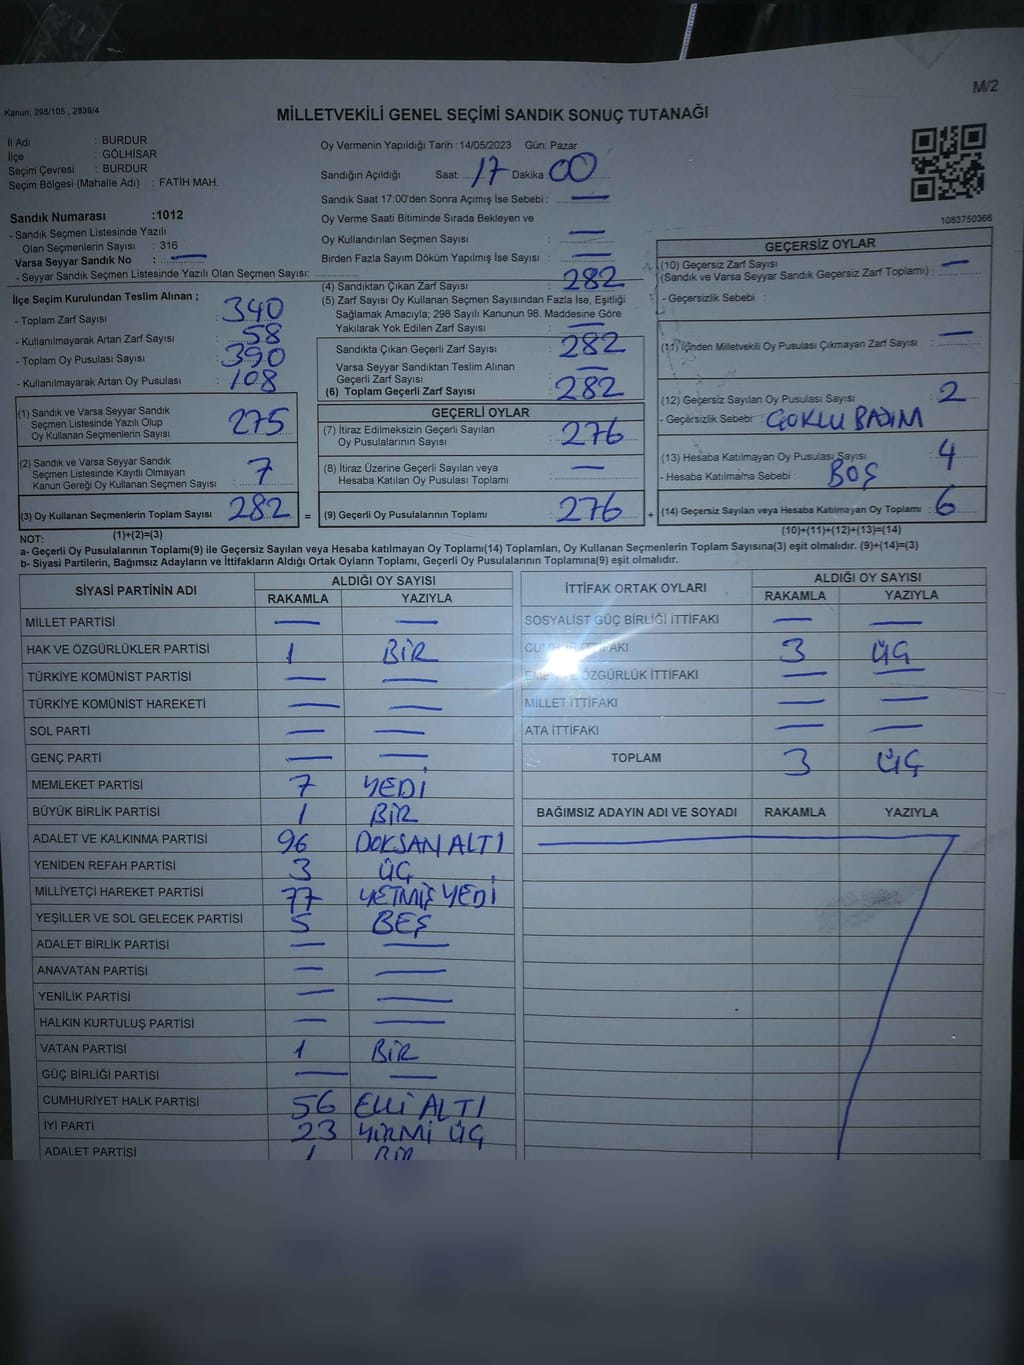 M/2
Kanun: 298/105 , 2839/4
MİLLETVEKİLİ GENEL SEÇİMİ SANDIK SONUÇ TUTANAĞI
İl Adı : BURDUR
İlçe : GÖLHİSAR
Seçim Çevresi : BURDUR
Seçim Bölgesi (Mahalle Adı) : FATİH MAH.
Sandık Numarası :1012
- Sandık Seçmen Listesinde Yazılı
Olan Seçmenlerin Sayısı : 316
Varsa Seyyar Sandık No : —
- Seyyar Sandık Seçmen Listesinde Yazılı Olan Seçmen Sayısı:
Oy Vermenin Yapıldığı Tarih :14/05/2023 Gün: Pazar
Sandığın Açıldığı Saat: 17 Dakika 00
Sandık Saat 17:00'den Sonra Açımış İse Sebebi : —
Oy Verme Saati Bitiminde Sırada Bekleyen ve
Oy Kullandırılan Seçmen Sayısı : —
Birden Fazla Sayım Döküm Yapılmış İse Sayısı : —
1083750366
İlçe Seçim Kurulundan Teslim Alınan ;
- Toplam Zarf Sayısı : 340
- Kullanılmayarak Artan Zarf Sayısı : 58
- Toplam Oy Pusulası Sayısı : 390
- Kullanılmayarak Artan Oy Pusulası : 108
(1) Sandık ve Varsa Seyyar Sandık
Seçmen Listesinde Yazılı Olup
Oy Kullanan Seçmenlerin Sayısı : 275
(2) Sandık ve Varsa Seyyar Sandık
Seçmen Listesinde Kayıtlı Olmayan
Kanun Gereği Oy Kullanan Seçmen Sayısı : 7
(3) Oy Kullanan Seçmenlerin Toplam Sayısı : 282 =
(1)+(2)=(3)
(4) Sandıktan Çıkan Zarf Sayısı : 282
(5) Zarf Sayısı Oy Kullanan Seçmen Sayısından Fazla İse, Eşitliği
Sağlamak Amacıyla; 298 Sayılı Kanunun 98. Maddesine Göre
Yakılarak Yok Edilen Zarf Sayısı : —
Sandıkta Çıkan Geçerli Zarf Sayısı : 282
Varsa Seyyar Sandıktan Teslim Alınan
Geçerli Zarf Sayısı : —
(6) Toplam Geçerli Zarf Sayısı : 282
GEÇERLİ OYLAR
(7) İtiraz Edilmeksizin Geçerli Sayılan
Oy Pusulalarının Sayısı : 276
(8) İtiraz Üzerine Geçerli Sayılan veya
Hesaba Katılan Oy Pusulası Toplamı : —
(9) Geçerli Oy Pusulalarının Toplamı : 276 +
GEÇERSİZ OYLAR
(10) Geçersiz Zarf Sayısı
(Sandık ve Varsa Seyyar Sandık Geçersiz Zarf Toplamı) : —
- Geçersizlik Sebebi :
(11) İçinden Milletvekili Oy Pusulası Çıkmayan Zarf Sayısı : —
(12) Geçersiz Sayılan Oy Pusulası Sayısı : 2
- Geçersizlik Sebebi : ÇOKLU BASIM
(13) Hesaba Katılmayan Oy Pusulası Sayısı : 4
- Hesaba Katılmama Sebebi : BOŞ
(14) Geçersiz Sayılan veya Hesaba Katılmayan Oy Toplamı : 6
(10)+(11)+(12)+(13)=(14)
NOT:
a- Geçerli Oy Pusulalarının Toplamı(9) ile Geçersiz Sayılan veya Hesaba katılmayan Oy Toplamı(14) Toplamları, Oy Kullanan Seçmenlerin Toplam Sayısına(3) eşit olmalıdır. (9)+(14)=(3)
b- Siyasi Partilerin, Bağımsız Adayların ve İttifakların Aldığı Ortak Oyların Toplamı, Geçerli Oy Pusulalarının Toplamına(9) eşit olmalıdır.
SİYASİ PARTİNİN ADI ALDIĞI OY SAYISI
RAKAMLA YAZIYLA
MİLLET PARTİSİ — —
HAK VE ÖZGÜRLÜKLER PARTİSİ 1 BİR
TÜRKİYE KOMÜNİST PARTİSİ — —
TÜRKİYE KOMÜNİST HAREKETİ — —
SOL PARTİ — —
GENÇ PARTİ — —
MEMLEKET PARTİSİ 7 YEDİ
BÜYÜK BİRLİK PARTİSİ 1 BİR
ADALET VE KALKINMA PARTİSİ 96 DOKSAN ALTI
YENİDEN REFAH PARTİSİ 3 ÜÇ
MİLLİYETÇİ HAREKET PARTİSİ 77 YETMİŞ YEDİ
YEŞİLLER VE SOL GELECEK PARTİSİ 5 BEŞ
ADALET BİRLİK PARTİSİ — —
ANAVATAN PARTİSİ — —
YENİLİK PARTİSİ — —
HALKIN KURTULUŞ PARTİSİ — —
VATAN PARTİSİ 1 BİR
GÜÇ BİRLİĞİ PARTİSİ — —
CUMHURİYET HALK PARTİSİ 56 ELLİ ALTI
İYİ PARTİ 23 YİRMİ ÜÇ
ADALET PARTİSİ 1 BİR
İTTİFAK ORTAK OYLARI ALDIĞI OY SAYISI
RAKAMLA YAZIYLA
SOSYALİST GÜÇ BİRLİĞİ İTTİFAKI — —
İTTİFAKI 3 ÜÇ
ÖZGÜRLÜK İTTİFAKI — —
MİLLET İTTİFAKI — —
ATA İTTİFAKI — —
TOPLAM 3 ÜÇ
BAĞIMSIZ ADAYIN ADI VE SOYADI RAKAMLA YAZIYLA